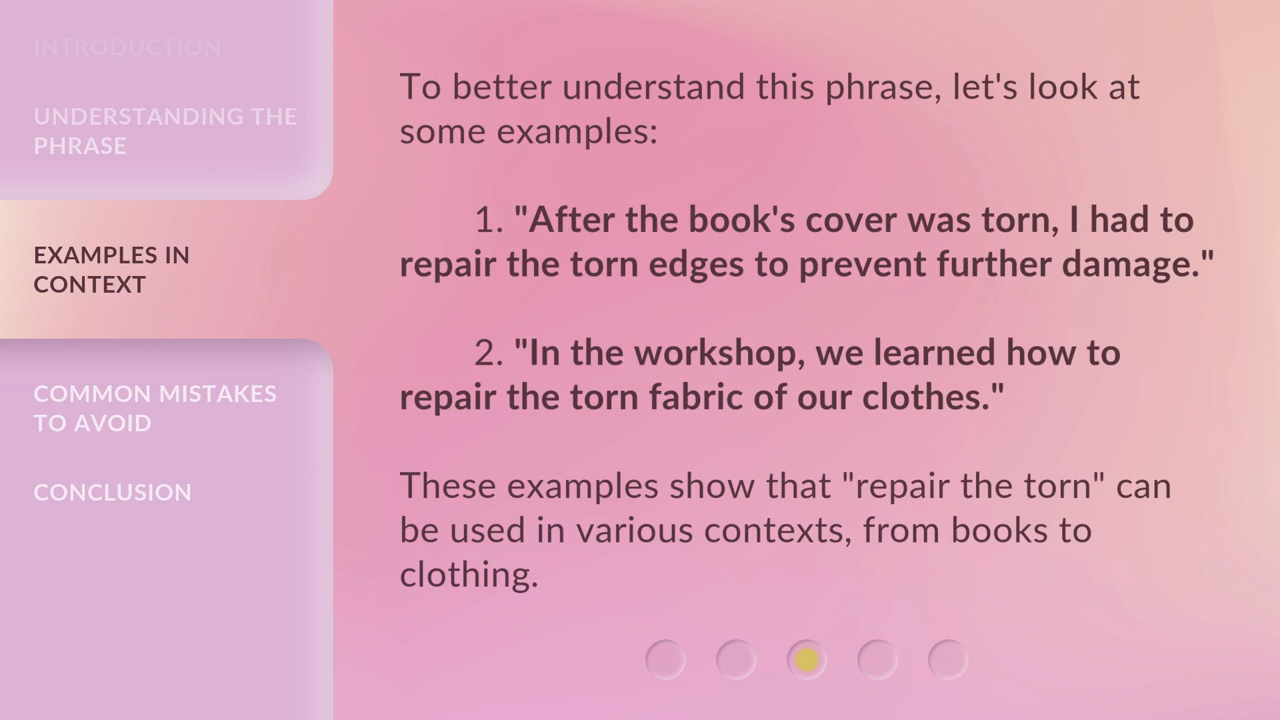 INTRODUCTION
UNDERSTANDING THE
PHRASE
EXAMPLES IN
CONTEXT
COMMON MISTAKES
TO AVOID
CONCLUSION
To better understand this phrase, let's look at
some examples:
1. "After the book's cover was torn, I had to
repair the torn edges to prevent further damage."
2. "In the workshop, we learned how to
repair the torn fabric of our clothes."
These examples show that "repair the torn" can
be used in various contexts, from books to
clothing.